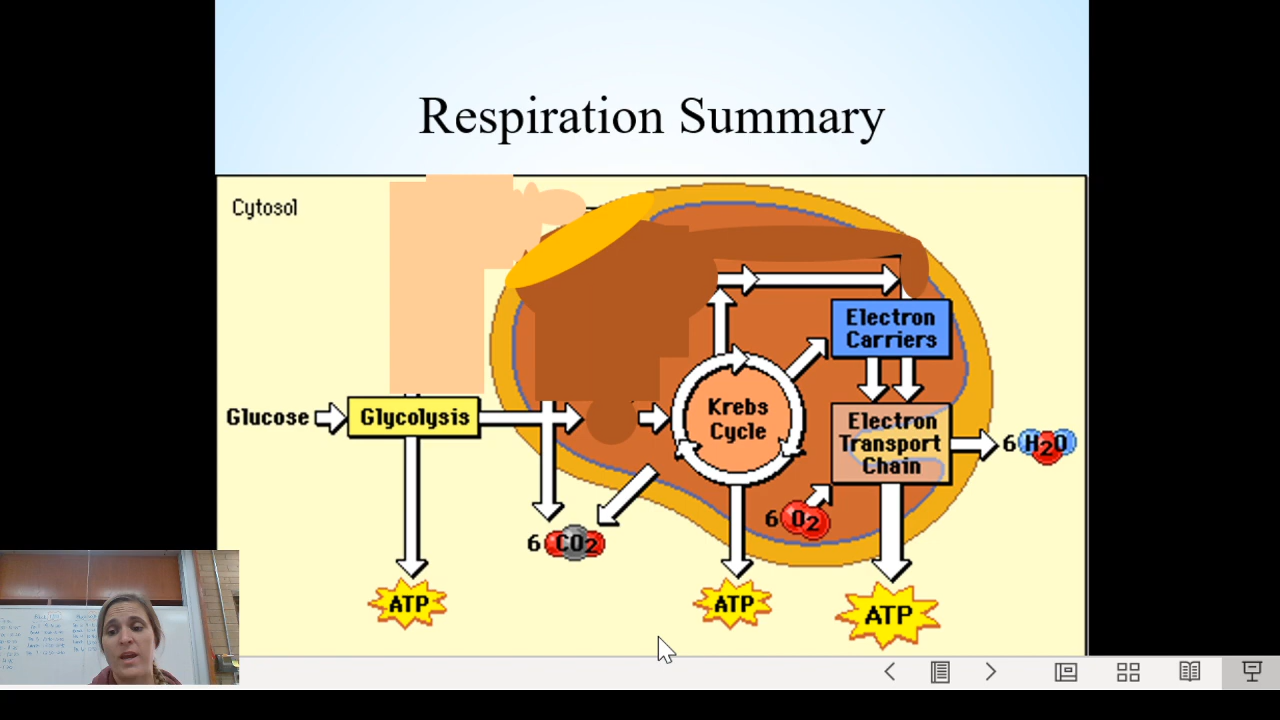 Respiration Summary
Cytosol
Electron
Carriers
Glucose
Glycolysis
Krebs
Cycle
Electron
Transport
Chain
6 H2O
6 O2
6 CO2
ATP
ATP
ATP